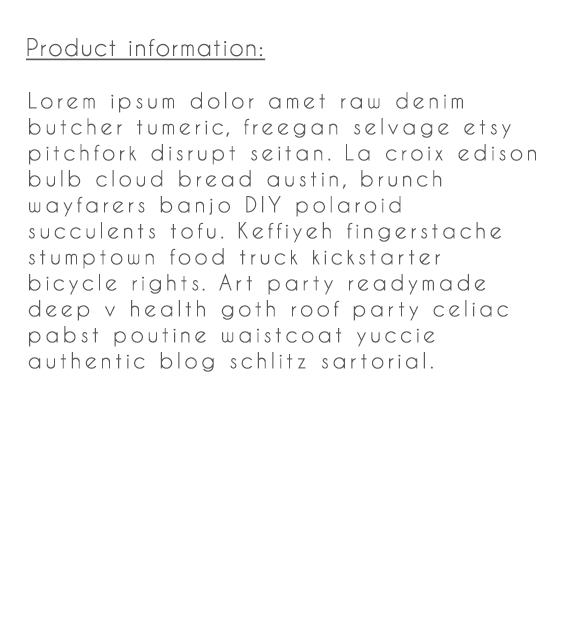 Product information:
Lorem ipsum dolor amet raw denim
butcher tumeric, freegan selvage etsy
pitchfork disrupt seitan. La croix edison
bulb cloud bread austin, brunch
wayfarers banjo DIY polaroid
succulents tofu. Keffiyeh fingerstache
stumptown food truck kickstarter
bicycle rights. Art party readymade
deep v health goth roof party celiac
pabst poutine waistcoat yuccie
authentic blog schlitz sartorial.